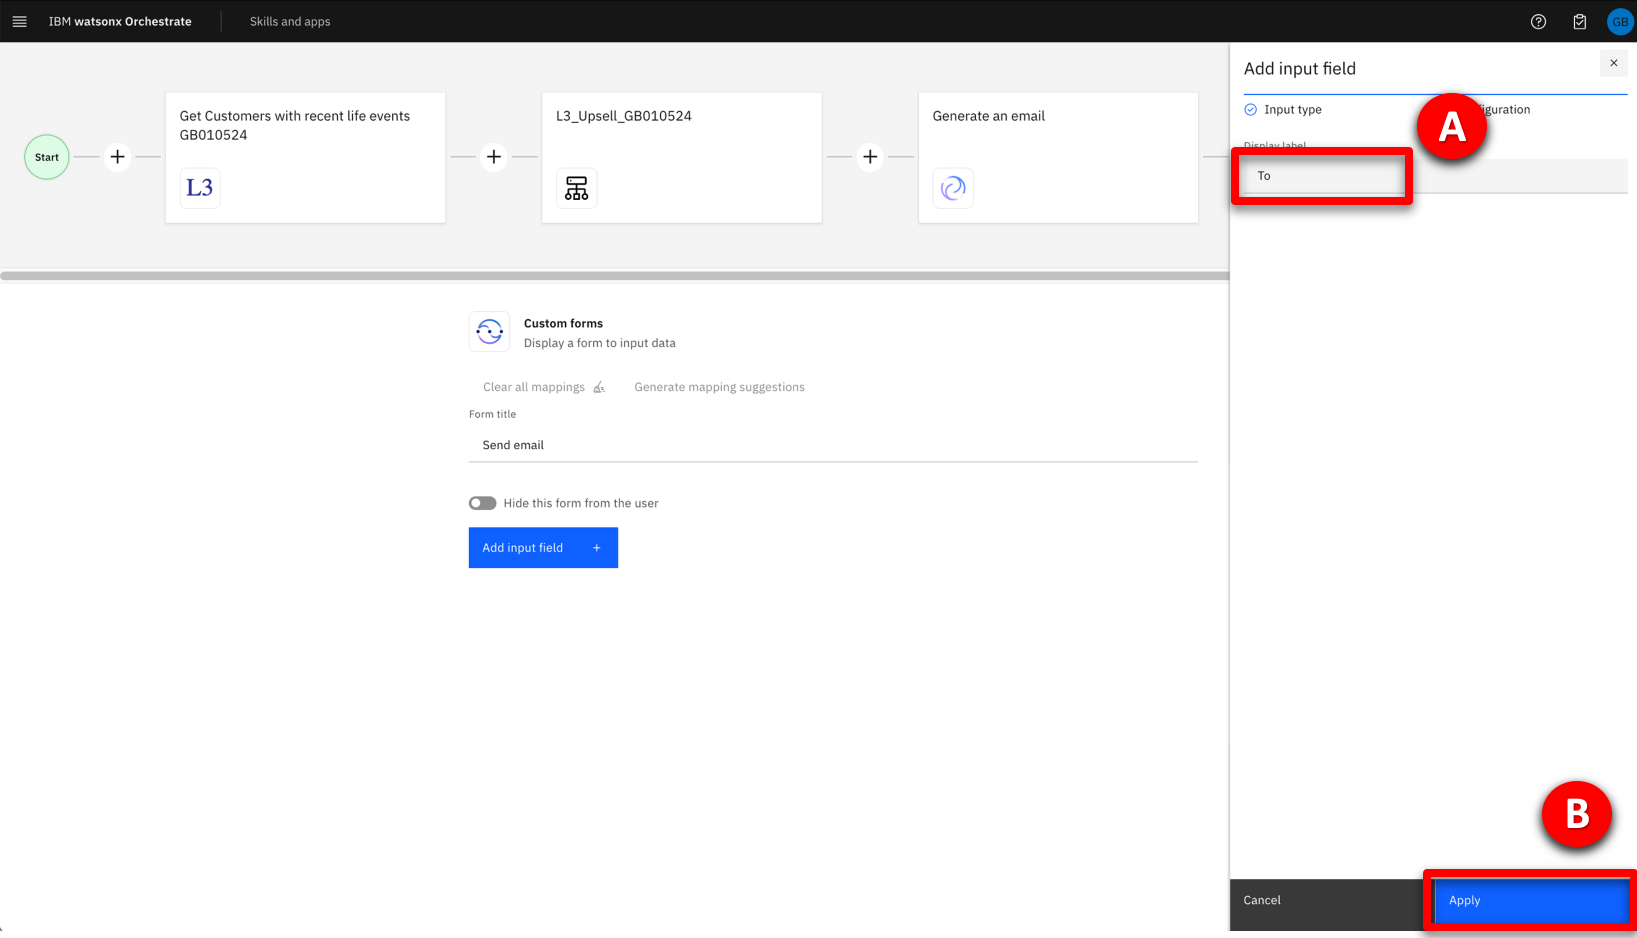 IBM watsonx Orchestrate
Skills and apps
GB
Start
Get Customers with recent life events
GB010524
L3
L3_Upsell_GB010524
Generate an email
Add input field
Input type
guration
A
Display label
To
Custom forms
Display a form to input data
Clear all mappings
Generate mapping suggestions
Form title
Send email
Hide this form from the user
Add input field +
B
Cancel
Apply